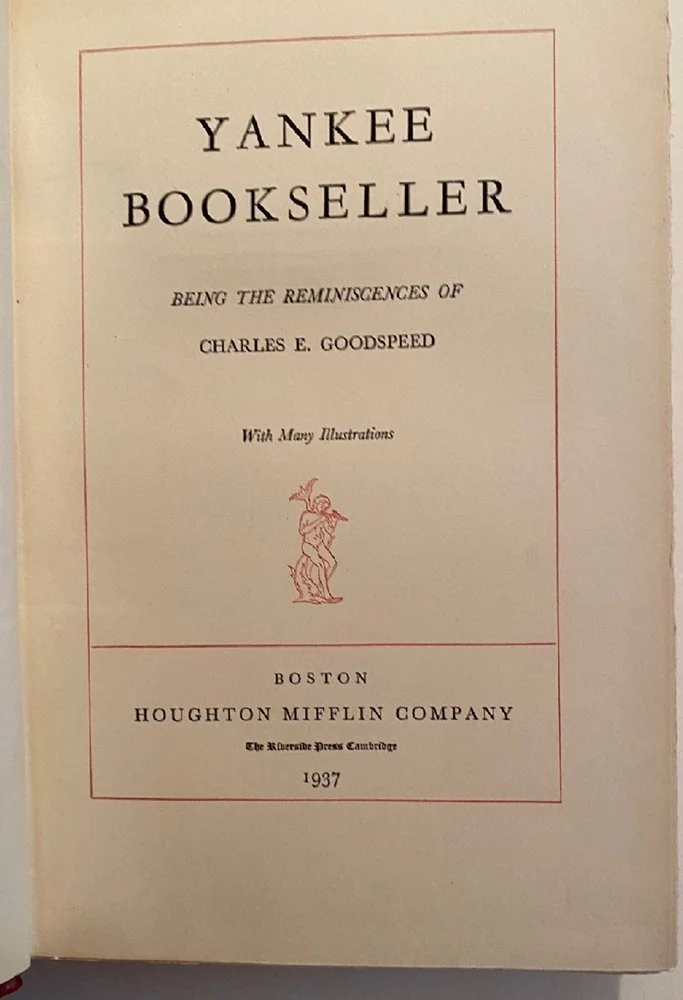 YANKEE
BOOKSELLER
BEING THE REMINISCENCES OF
CHARLES E. GOODSPEED
With Many Illustrations
BOSTON
HOUGHTON MIFFLIN COMPANY
The Riverside Press Cambridge
1937